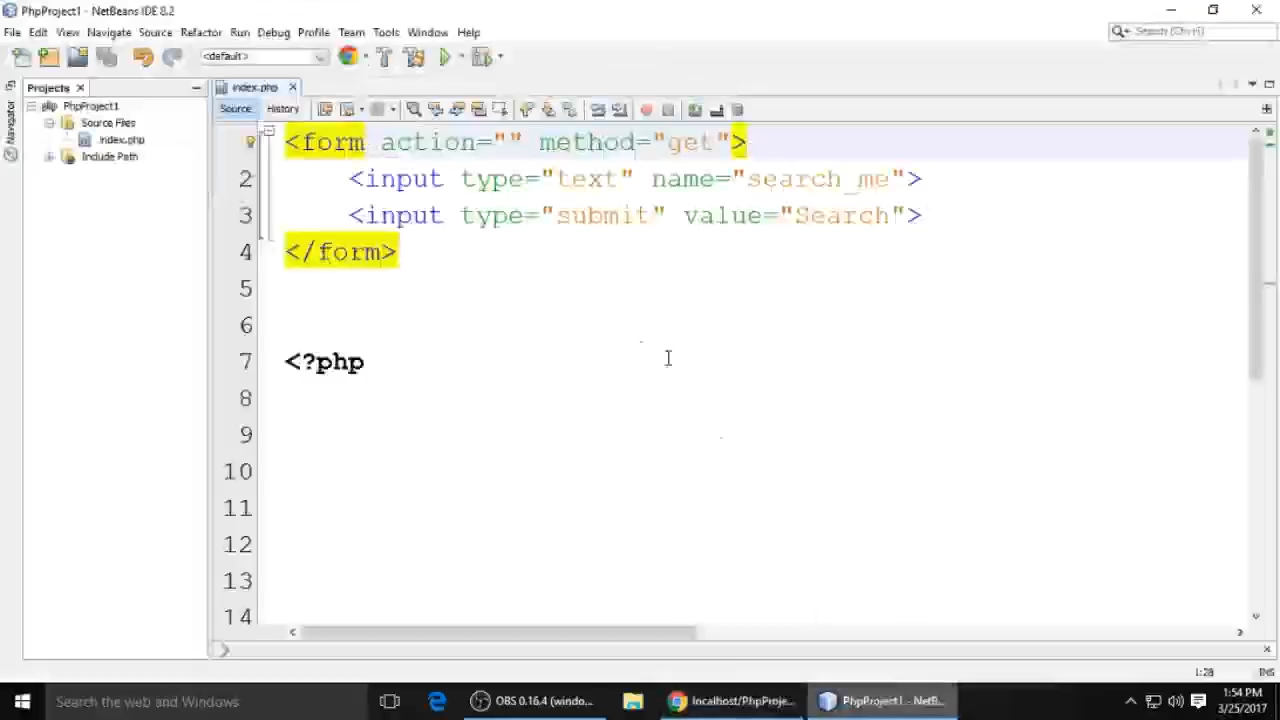 PhpProject1 - NetBeans IDE 8.2
File Edit View Navigate Source Refactor Run Debug Profile Team Tools Window Help
Search (Ctrl+I)
<default>
Projects
index.php
Navigator
PhpProject1
Source Files
index.php
Include Path
Source History
<form action="" method="get">
2 <input type="text" name="search_me">
3 <input type="submit" value="Search">
4 </form>
5
6
7 <?php
8
9
10
11
12
13
14
1:28 INS
Search the web and Windows
OBS 0.16.4 (windo...
localhost/PhpProje...
PhpProject1 - NetB...
1:54 PM
3/25/2017